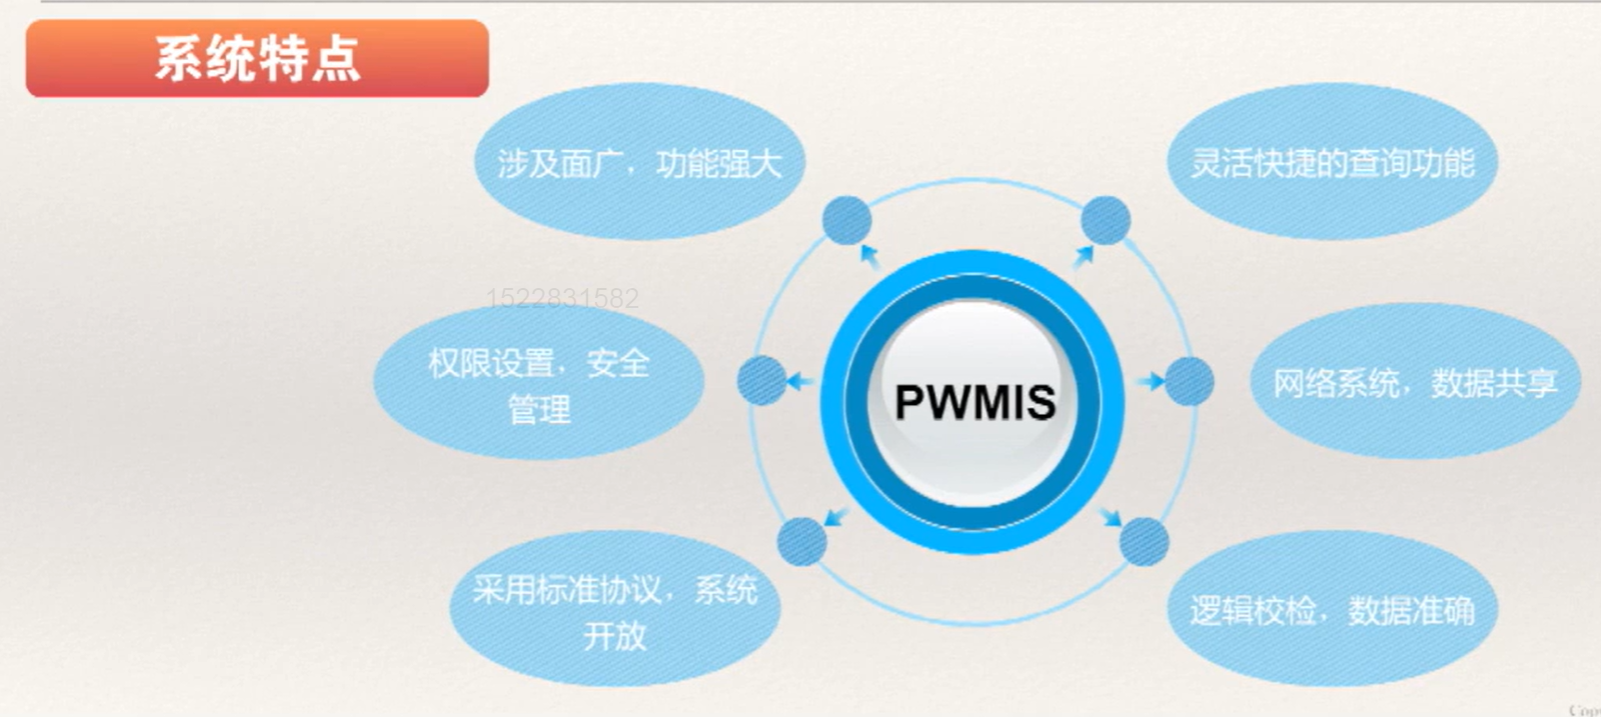 系统特点
涉及面广，功能强大
灵活快捷的查询功能
1522831582
权限设置，安全
管理
PWMIS
网络系统，数据共享
采用标准协议，系统
开放
逻辑校检，数据准确